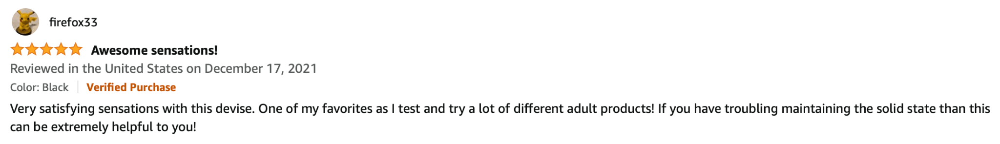 firefox33
Awesome sensations!
Reviewed in the United States on December 17, 2021
Color: Black Verified Purchase
Very satisfying sensations with this devise. One of my favorites as I test and try a lot of different adult products! If you have troubling maintaining the solid state than this
can be extremely helpful to you!